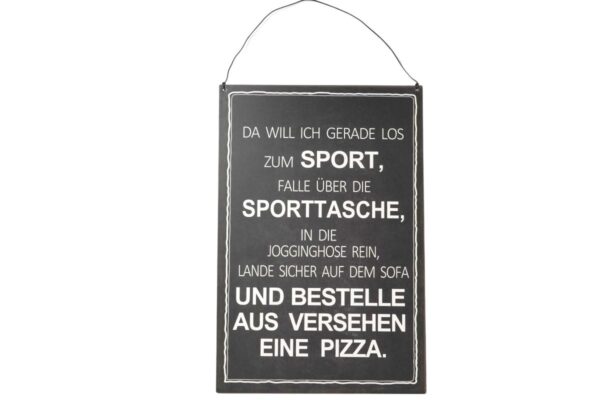 DA WILL ICH GERADE LOS
ZUM SPORT,
FALLE ÜBER DIE
SPORTTASCHE,
IN DIE
JOGGINGHOSE REIN,
LANDE SICHER AUF DEM SOFA
UND BESTELLE
AUS VERSEHEN
EINE PIZZA.